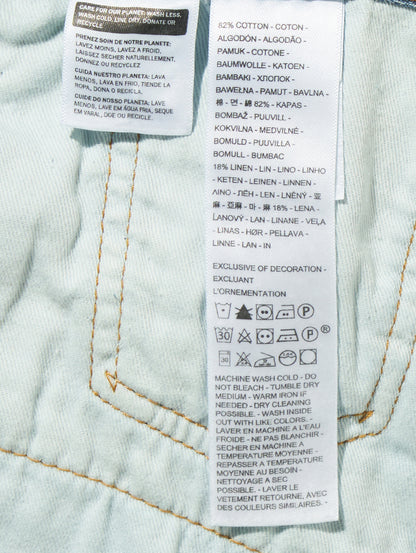 CARE FOR OUR PLANET: WASH LESS,
WASH COLD, LINE DRY, DONATE OR
RECYCLE
PRENEZ SOIN DE NOTRE PLANETE:
LAVEZ MOINS, LAVEZ A FROID,
LAISSEZ SECHER NATURELLEMENT,
DONNEZ OU RECYCLEZ
CUIDA NUESTRO PLANETA: LAVA
MENOS, LAVA EN FRIO, TIENDE LA
ROPA, DONA O RECICLA
CUIDE DO NOSSO PLANETA: LAVE
MENOS, LAVE EM ÁGUA FRIA, SEQUE
EM VARAL, DOE OU RECICLE
82% COTTON - COTON -
ALGODÓN - ALGODÃO -
PAMUK - COTONE -
BAUMWOLLE - KATOEN -
BAMBAKI - ХЛОПОК -
BAWEŁNA - PAMUT - BAVLNA -
棉 - 면 - 綿 82% - KAPAS -
BOMBAŽ - PUUVILL -
KOKVILNA - MEDVILNĖ -
BOMULD - PUUVILLA -
BOMULL - BUMBAC
18% LINEN - LIN - LINO - LINHO
- KETEN - LEINEN - LINNEN -
ΛΙΝΟ - ЛЁН - LEN - LNĚNÝ - 亚
麻 - 亞麻 - 마 - 麻 18% - LENA -
ĽANOVÝ - LAN - LINANE - VEĻA
- LINAS - HØR - PELLAVA -
LINNE - LAN - IN
EXCLUSIVE OF DECORATION -
EXCLUANT
L'ORNEMENTATION
P
30 P
30
MACHINE WASH COLD - DO
NOT BLEACH - TUMBLE DRY
MEDIUM - WARM IRON IF
NEEDED - DRY CLEANING
POSSIBLE. - WASH INSIDE
OUT WITH LIKE COLORS. -
LAVER EN MACHINE A L'EAU
FROIDE - NE PAS BLANCHIR -
SECHER EN MACHINE A
TEMPERATURE MOYENNE -
REPASSER A TEMPERATURE
MOYENNE AU BESOIN -
NETTOYAGE A SEC
POSSIBLE. - LAVER LE
VETEMENT RETOURNE, AVEC
DES COULEURS SIMILAIRES. -